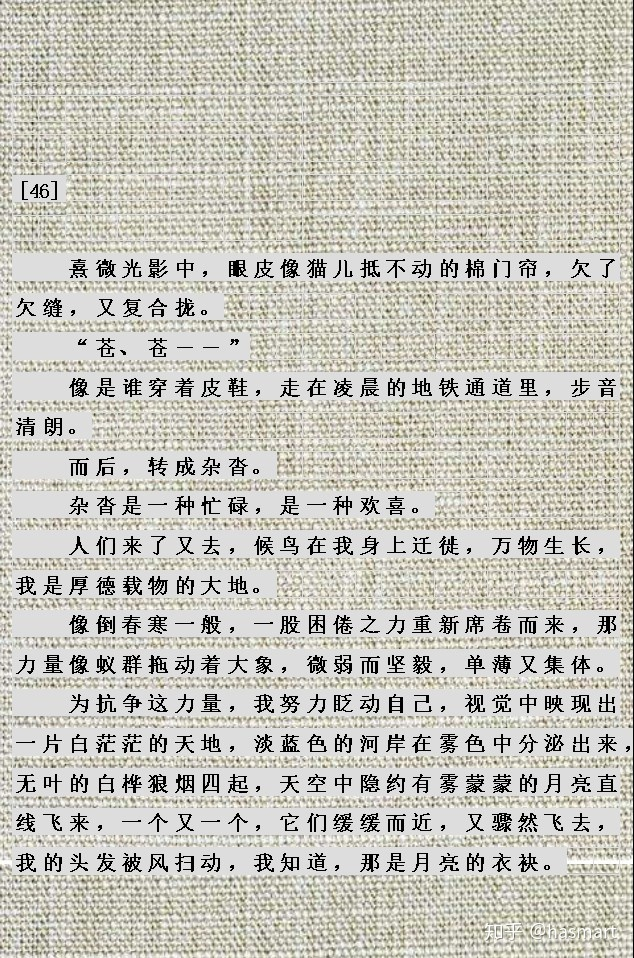 [46]
熹微光影中，眼皮像猫儿抵不动的棉门帘，欠了
欠缝，又复合拢。
“苍、苍——”
像是谁穿着皮鞋，走在凌晨的地铁通道里，步音
清朗。
而后，转成杂沓。
杂沓是一种忙碌，是一种欢喜。
人们来了又去，候鸟在我身上迁徙，万物生长，
我是厚德载物的大地。
像倒春寒一般，一股困倦之力重新席卷而来，那
力量像蚁群拖动着大象，微弱而坚毅，单薄又集体。
为抗争这力量，我努力眨动自己，视觉中映现出
一片白茫茫的天地，淡蓝色的河岸在雾色中分泌出来，
无叶的白桦狼烟四起，天空中隐约有雾蒙蒙的月亮直
线飞来，一个又一个，它们缓缓而近，又骤然飞去，
我的头发被风扫动，我知道，那是月亮的衣袂。
知乎 @hasmart